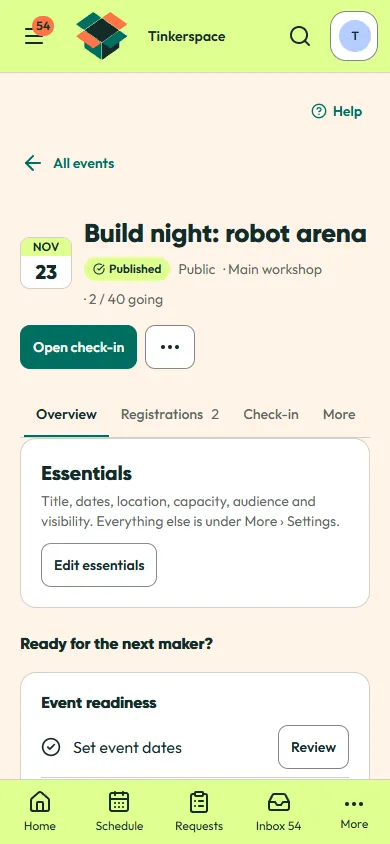 54
Tinkerspace
T
Help
All events
NOV
23
Build night: robot arena
Published Public · Main workshop
· 2 / 40 going
Open check-in
Overview Registrations 2 Check-in More
Essentials
Title, dates, location, capacity, audience and
visibility. Everything else is under More › Settings.
Edit essentials
Ready for the next maker?
Event readiness
Set event dates Review
Home Schedule Requests Inbox 54 More